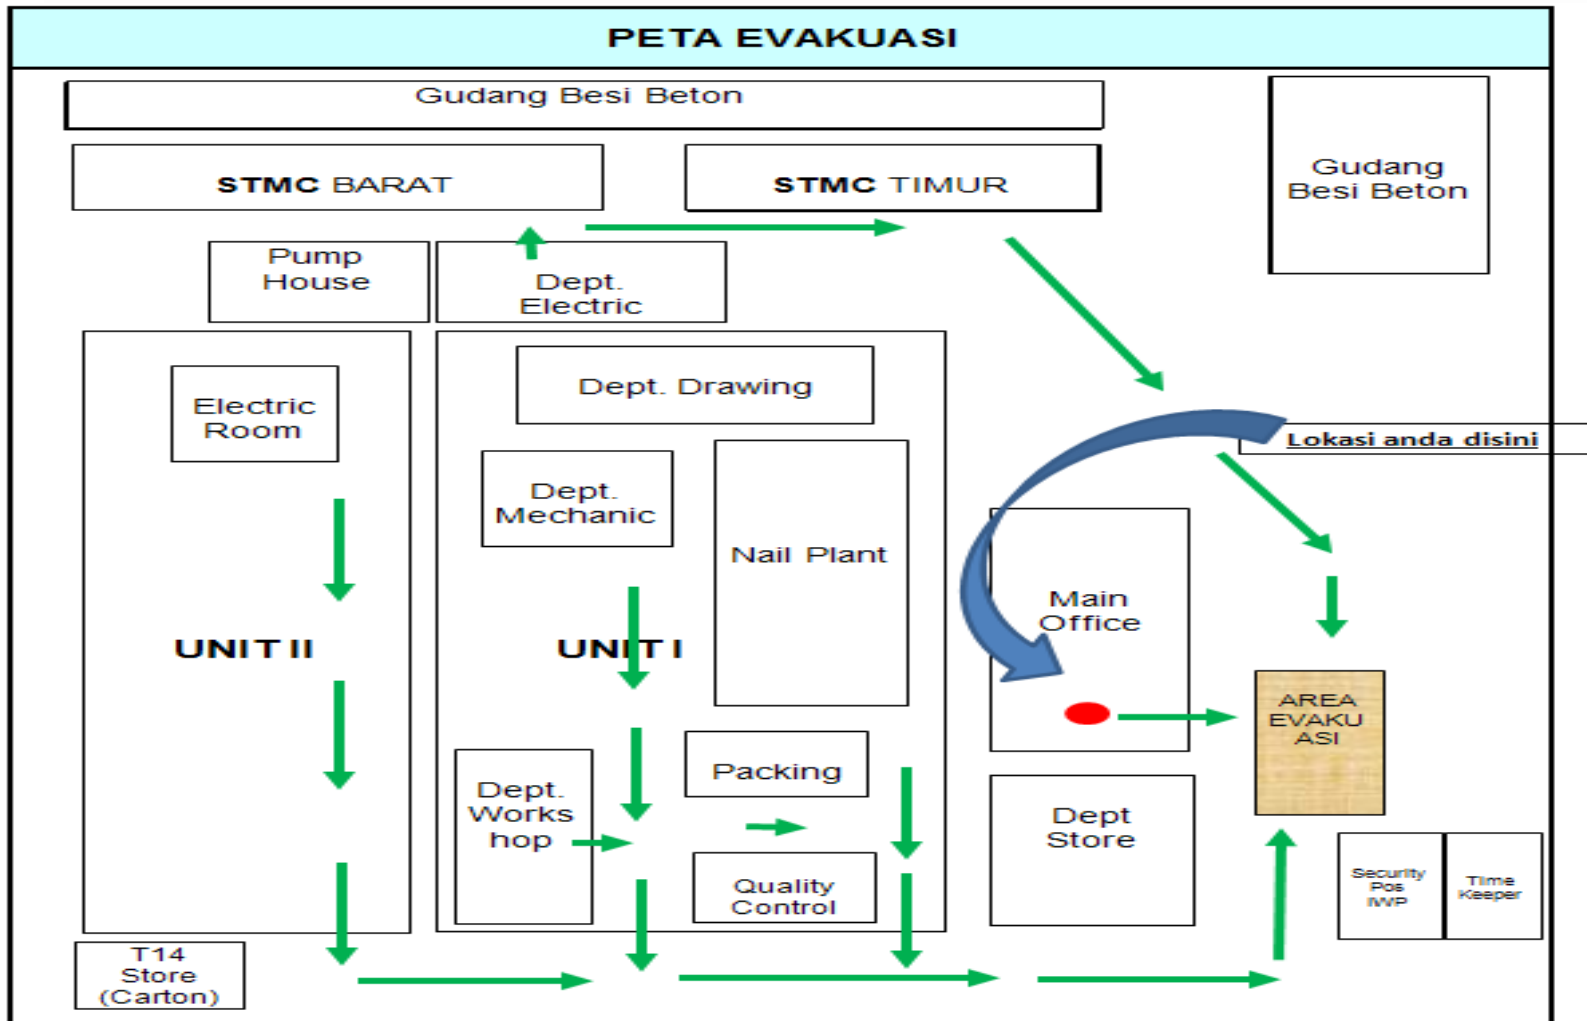 PETA EVAKUASI
Gudang Besi Beton
STMC BARAT
STMC TIMUR
Gudang
Besi Beton
Pump
House
Dept.
Electric
Electric
Room
Dept. Drawing
Lokasi anda disini
Dept.
Mechanic
Nail Plant
Main
Office
UNIT II
UNIT I
AREA
EVAKU
ASI
Dept.
Works
hop
Packing
Dept
Store
Quality
Control
Security
Pos
IWP
Time
Keeper
T14
Store
(Carton)